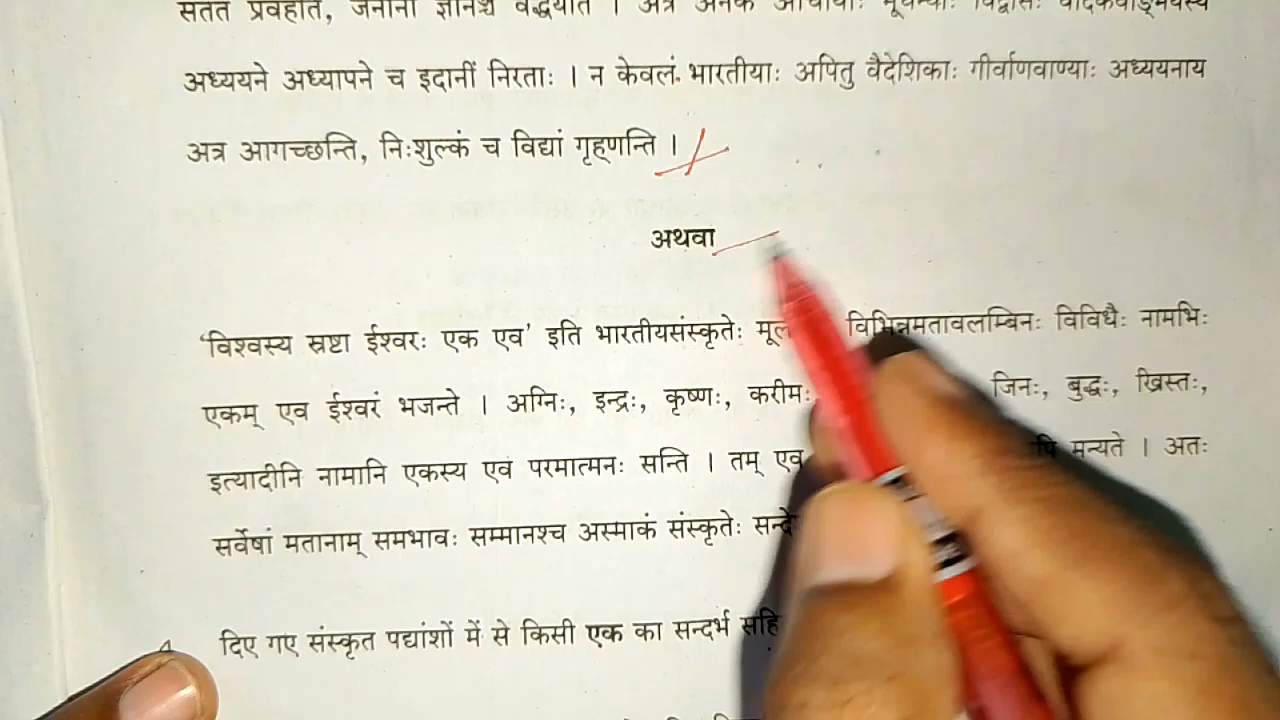 सतत प्रवहति, जनानां ज्ञानञ्च वर्द्धयति । अत्र अनेके आचार्याः मूर्धन्याः विद्वांसः वैदिकवाङ्मयस्य
अध्ययने अध्यापने च इदानीं निरताः । न केवलं भारतीयाः अपितु वैदेशिकाः गीर्वाणवाण्याः अध्ययनाय
अत्र आगच्छन्ति, निःशुल्कं च विद्यां गृह्णन्ति ।
अथवा
'विश्वस्य स्रष्टा ईश्वरः एक एव' इति भारतीयसंस्कृतेः विभिन्नमतावलम्बिनः विविधैः नामभिः
एकम् एव ईश्वरं भजन्ते । अग्निः, इन्द्रः, कृष्णः, करीमः जिनः, बुद्धः, ख्रिस्तः,
इत्यादीनि नामानि एकस्य एव परमात्मनः सन्ति । तम् एव मन्यते । अतः
सर्वेषां मतानाम् समभावः सम्मानश्च अस्माकं संस्कृतेः
दिए गए संस्कृत पद्यांशों में से किसी एक का सन्दर्भ